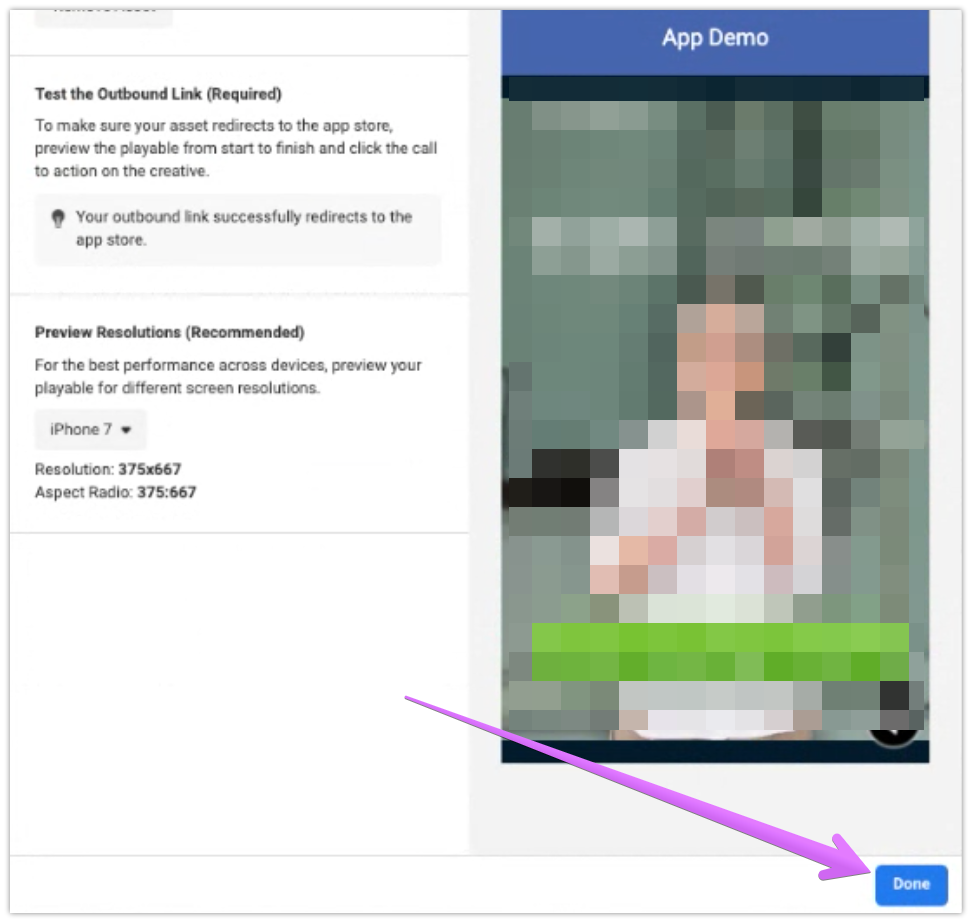 App Demo
Test the Outbound Link (Required)
To make sure your asset redirects to the app store,
preview the playable from start to finish and click the call
to action on the creative.
Your outbound link successfully redirects to the
app store.
Preview Resolutions (Recommended)
For the best performance across devices, preview your
playable for different screen resolutions.
iPhone 7
Resolution: 375x667
Aspect Radio: 375:667
Done